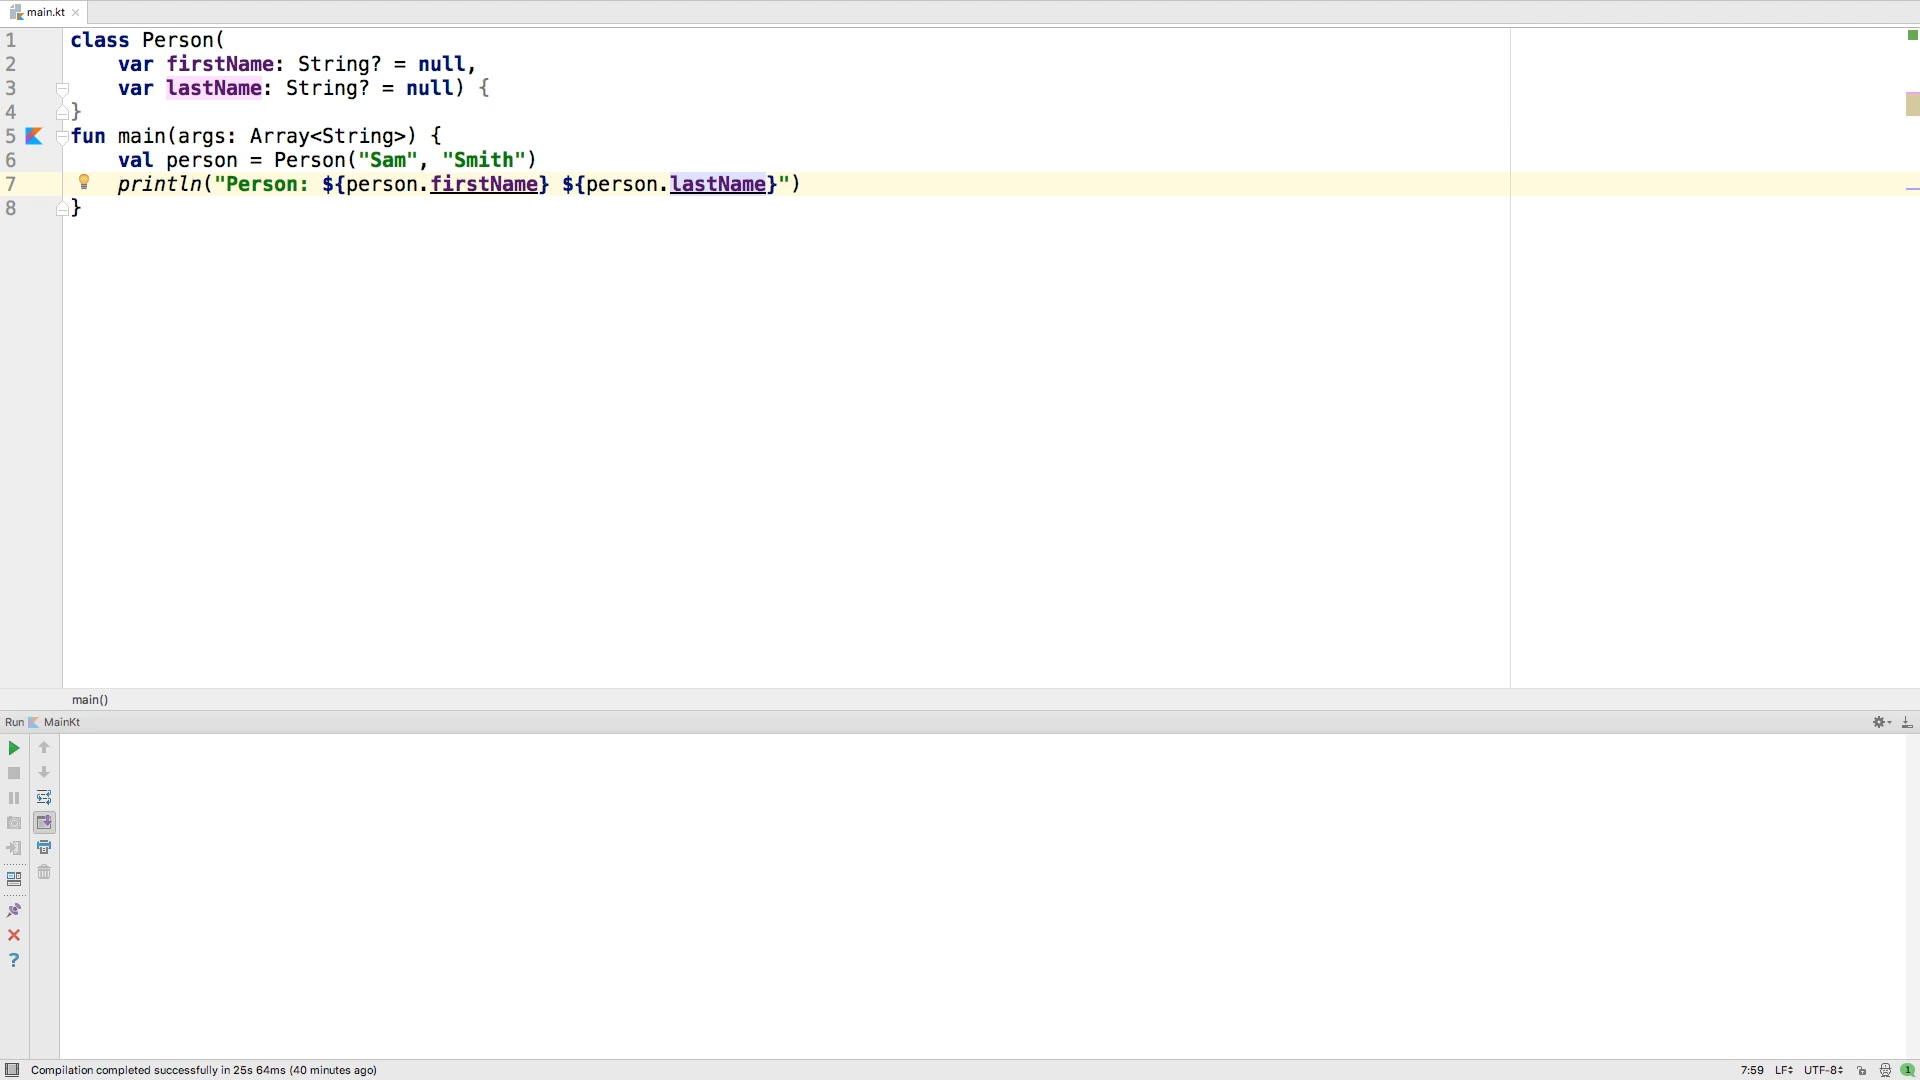 main.kt
1 class Person(
2     var firstName: String? = null,
3     var lastName: String? = null) {
4 }
5 fun main(args: Array<String>) {
6     val person = Person("Sam", "Smith")
7     println("Person: ${person.firstName} ${person.lastName}")
8 }
main()
Run MainKt
Compilation completed successfully in 25s 64ms (40 minutes ago) 7:59 LF UTF-8 1